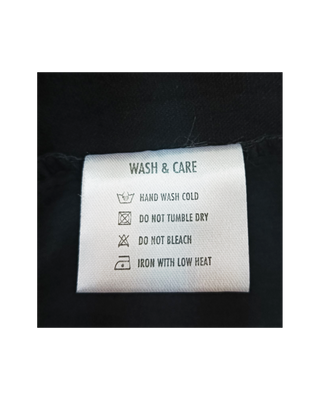 WASH & CARE
HAND WASH COLD
DO NOT TUMBLE DRY
DO NOT BLEACH
IRON WITH LOW HEAT